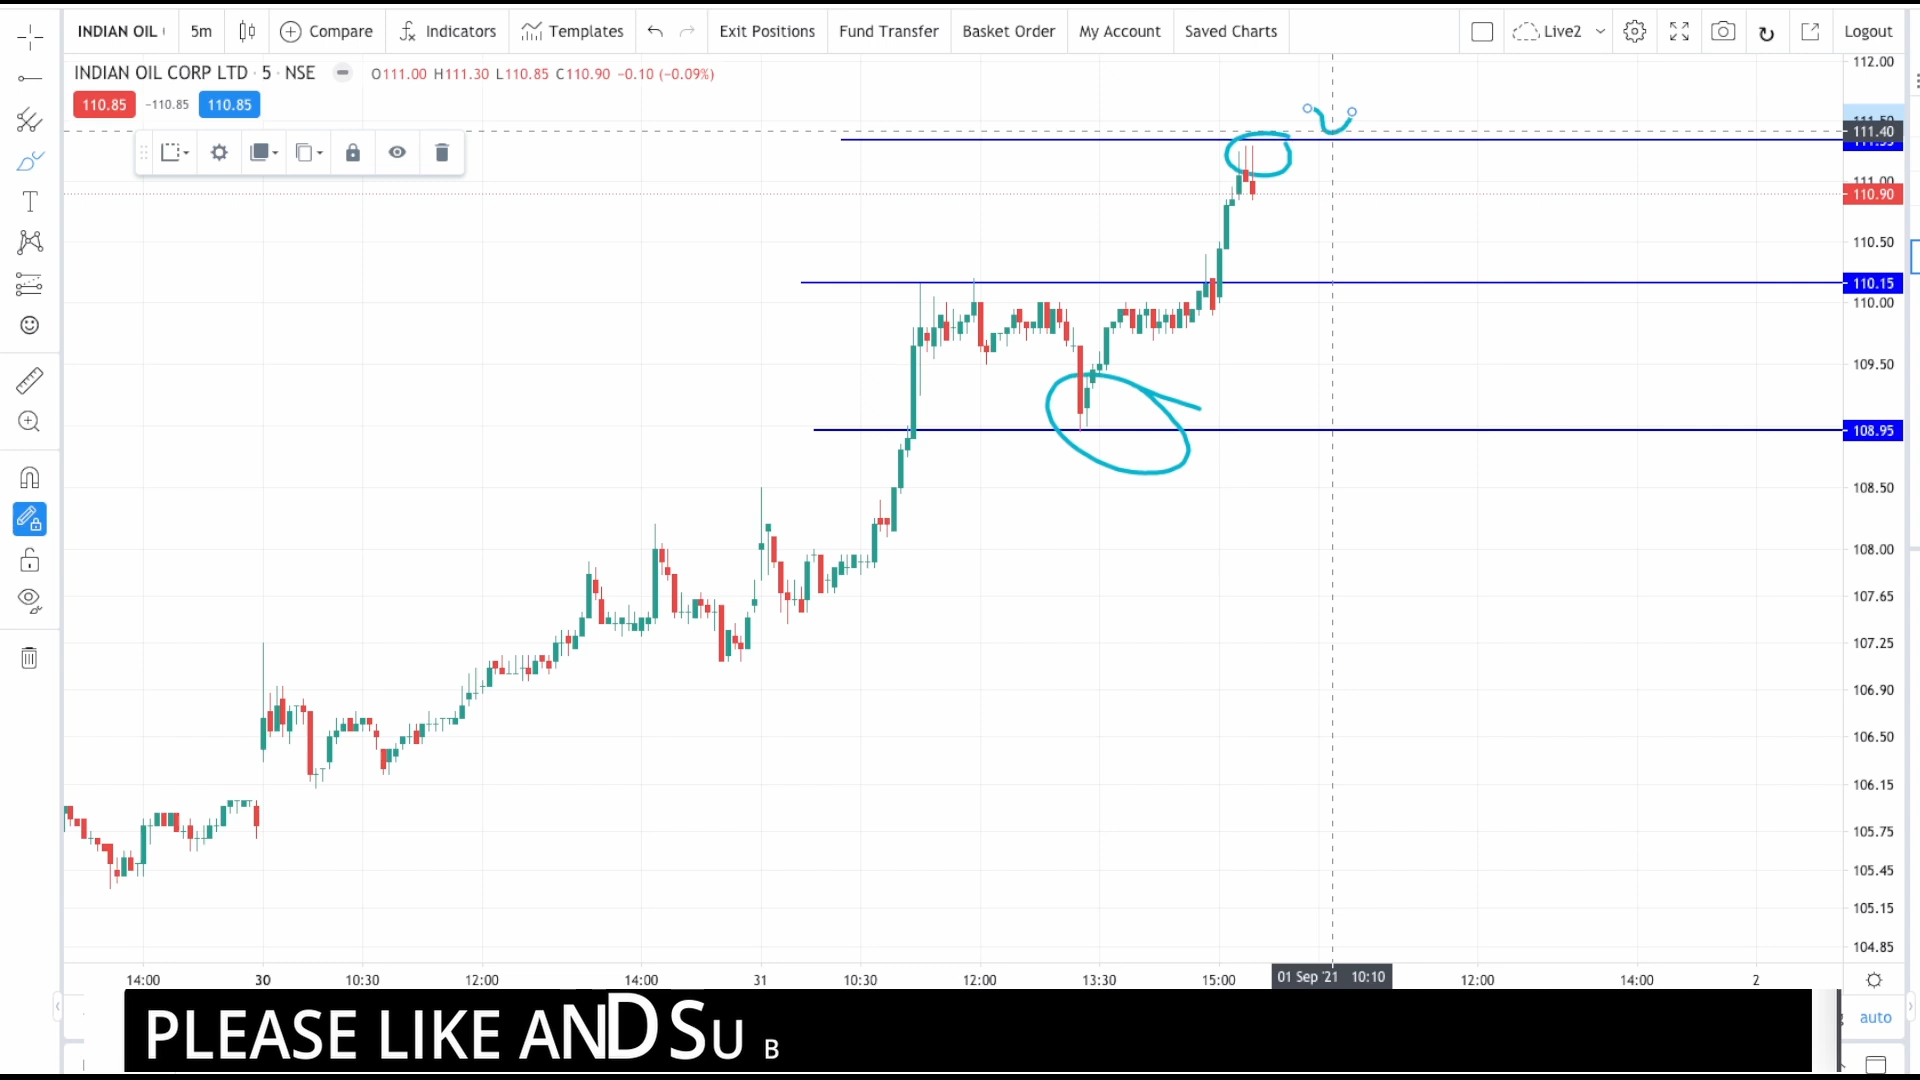 INDIAN OIL
5m
Compare
Indicators
Templates
Exit Positions
Fund Transfer
Basket Order
My Account
Saved Charts
Live2
Logout
INDIAN OIL CORP LTD · 5 · NSE
O111.00 H111.30 L110.85 C110.90 −0.10 (−0.09%)
110.85 −110.85 110.85
112.00
111.40
111.00
110.90
110.50
110.15
110.00
109.50
108.95
108.50
108.00
107.65
107.25
106.90
106.50
106.15
105.75
105.45
105.15
104.85
14:00 30 10:30 12:00 14:00 31 10:30 12:00 13:30 15:00 01 Sep '21 10:10 12:00 14:00 2
auto
PLEASE LIKE AND SUB